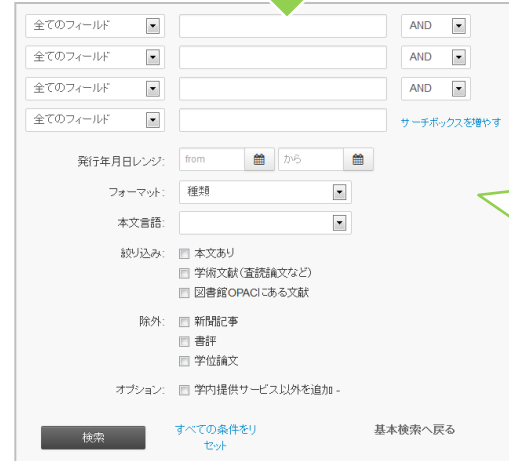 全てのフィールド AND
全てのフィールド AND
全てのフィールド AND
全てのフィールド サーチボックスを増やす
発行年月日レンジ: from から
フォーマット: 種類
本文言語:
絞り込み: 本文あり
学術文献(査読論文など)
図書館OPACにある文献
除外: 新聞記事
書評
学位論文
オプション: 学内提供サービス以外を追加 -
検索 すべての条件をリ 基本検索へ戻る
セット